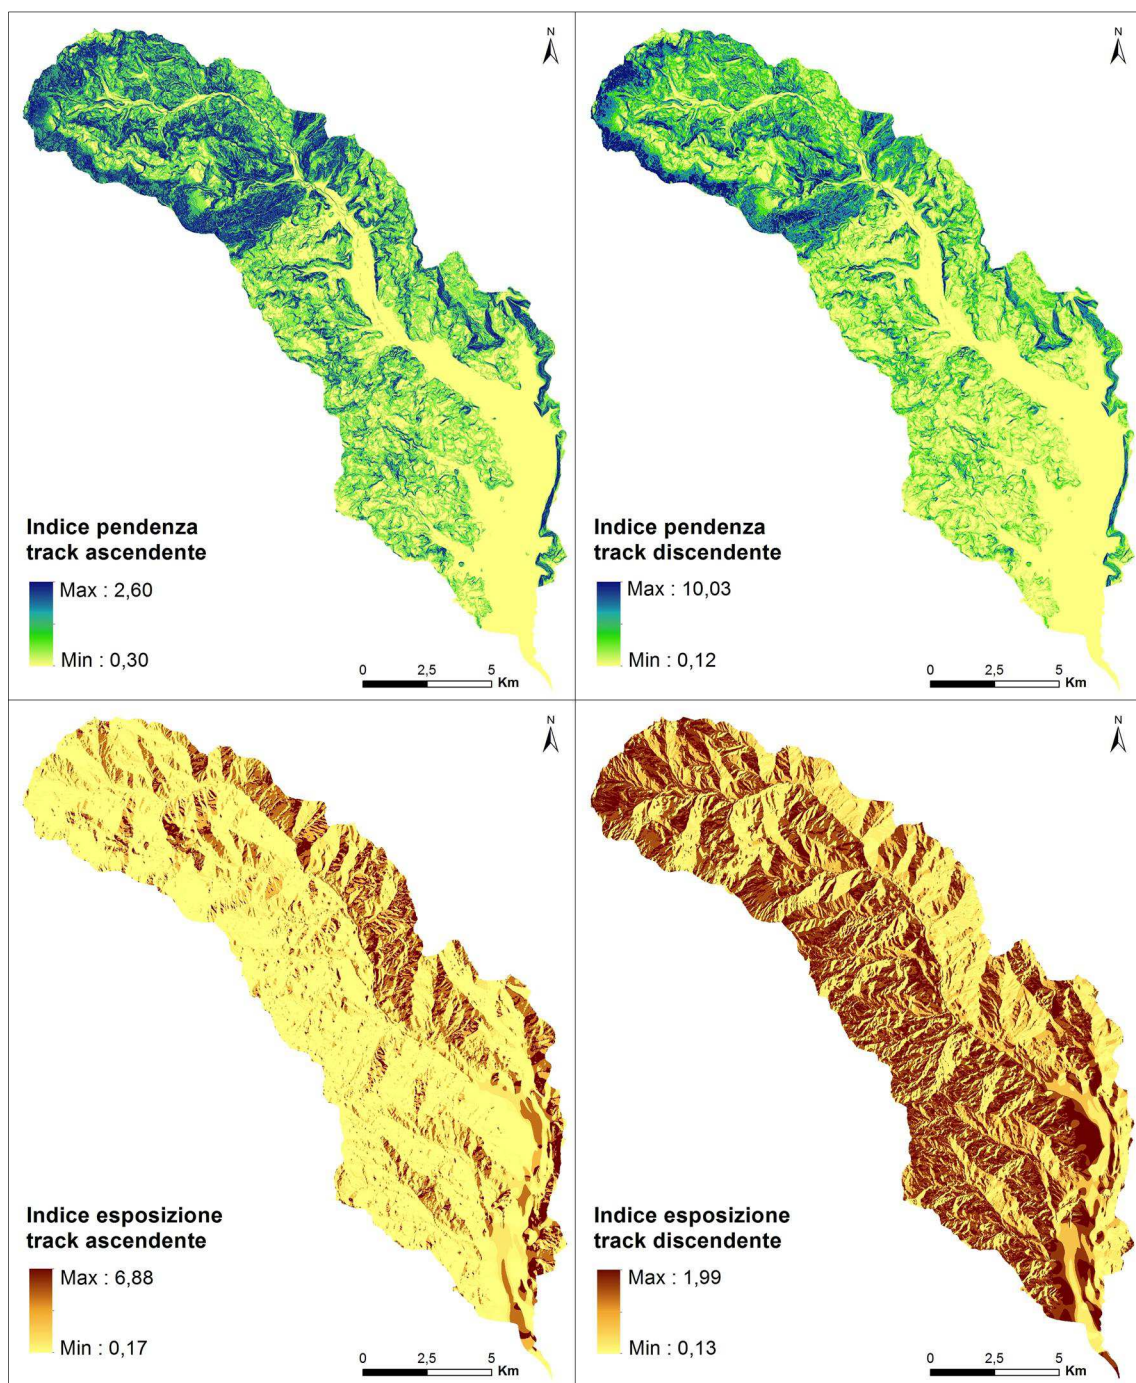 N
Indice pendenza
track ascendente
Max : 2,60
Min : 0,30
0 2,5 5
Km
N
Indice pendenza
track discendente
Max : 10,03
Min : 0,12
0 2,5 5
Km
N
Indice esposizione
track ascendente
Max : 6,88
Min : 0,17
0 2,5 5
Km
N
Indice esposizione
track discendente
Max : 1,99
Min : 0,13
0 2,5 5
Km